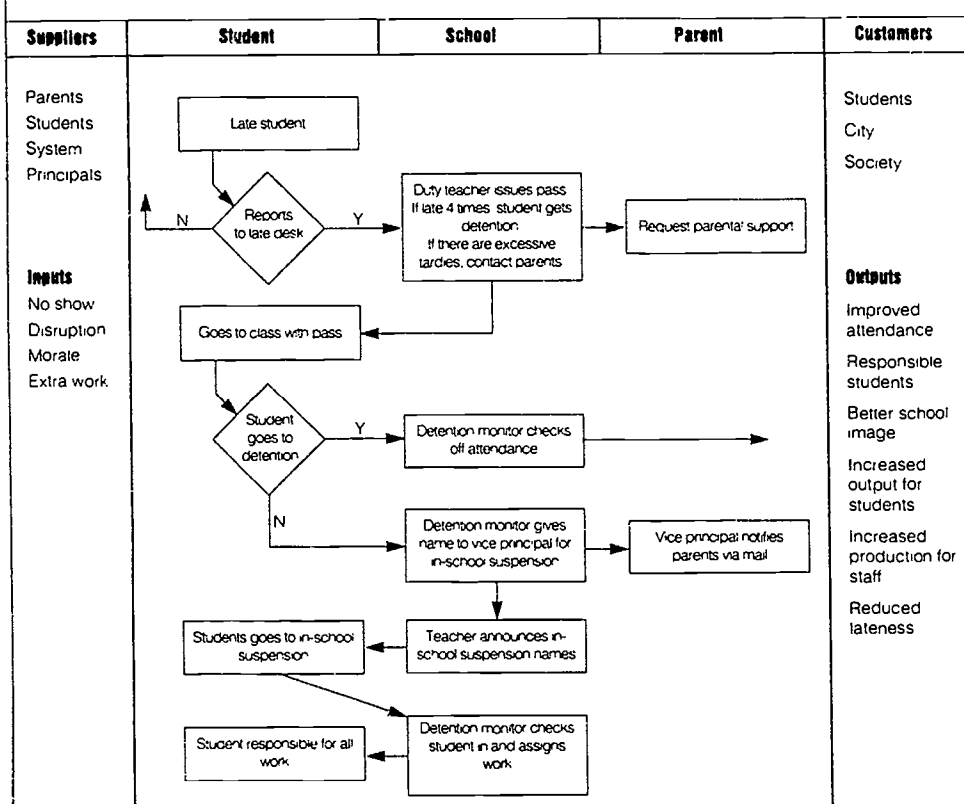 Suppliers
Student
School
Parent
Customers
Parents
Students
System
Principals
Inputs
No show
Disruption
Morale
Extra work
Late student
Reports
to late desk
N
Y
Duty teacher issues pass
If late 4 times, student gets
detention
If there are excessive
tardies, contact parents
Request parental support
Goes to class with pass
Student
goes to
detention
Y
Detention monitor checks
off attendance
N
Detention monitor gives
name to vice principal for
in-school suspension
Vice principal notifies
parents via mail
Teacher announces in-
school suspension names
Students goes to in-school
suspension
Detention monitor checks
student in and assigns
work
Student responsible for all
work
Students
City
Society
Outputs
Improved
attendance
Responsible
students
Better school
image
Increased
output for
students
Increased
production for
staff
Reduced
lateness